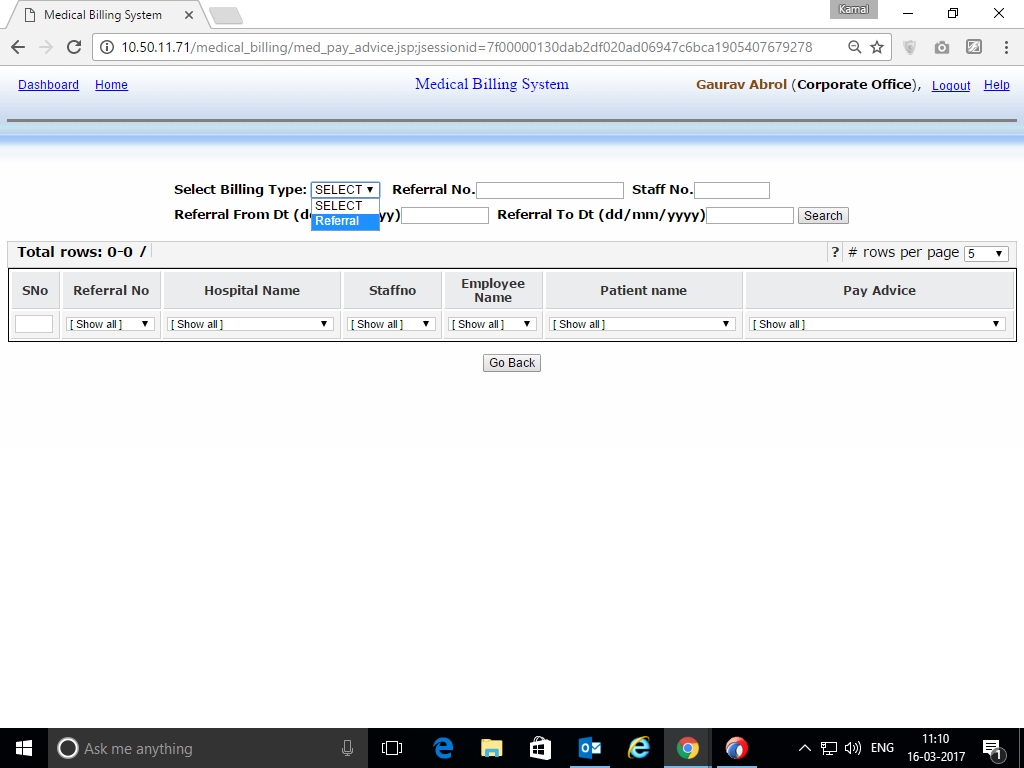 Medical Billing System
Kamal
10.50.11.71/medical_billing/med_pay_advice.jsp;jsessionid=7f00000130dab2df020ad06947c6bca1905407679278
Dashboard Home Medical Billing System Gaurav Abrol (Corporate Office), Logout Help
Select Billing Type: SELECT Referral No. Staff No.
SELECT
Referral
Referral From Dt (d yy) Referral To Dt (dd/mm/yyyy) Search
Total rows: 0-0 / ? # rows per page 5
SNo Referral No Hospital Name Staffno Employee Name Patient name Pay Advice
[ Show all ] [ Show all ] [ Show all ] [ Show all ] [ Show all ] [ Show all ]
Go Back
Ask me anything
ENG
11:10
16-03-2017
1